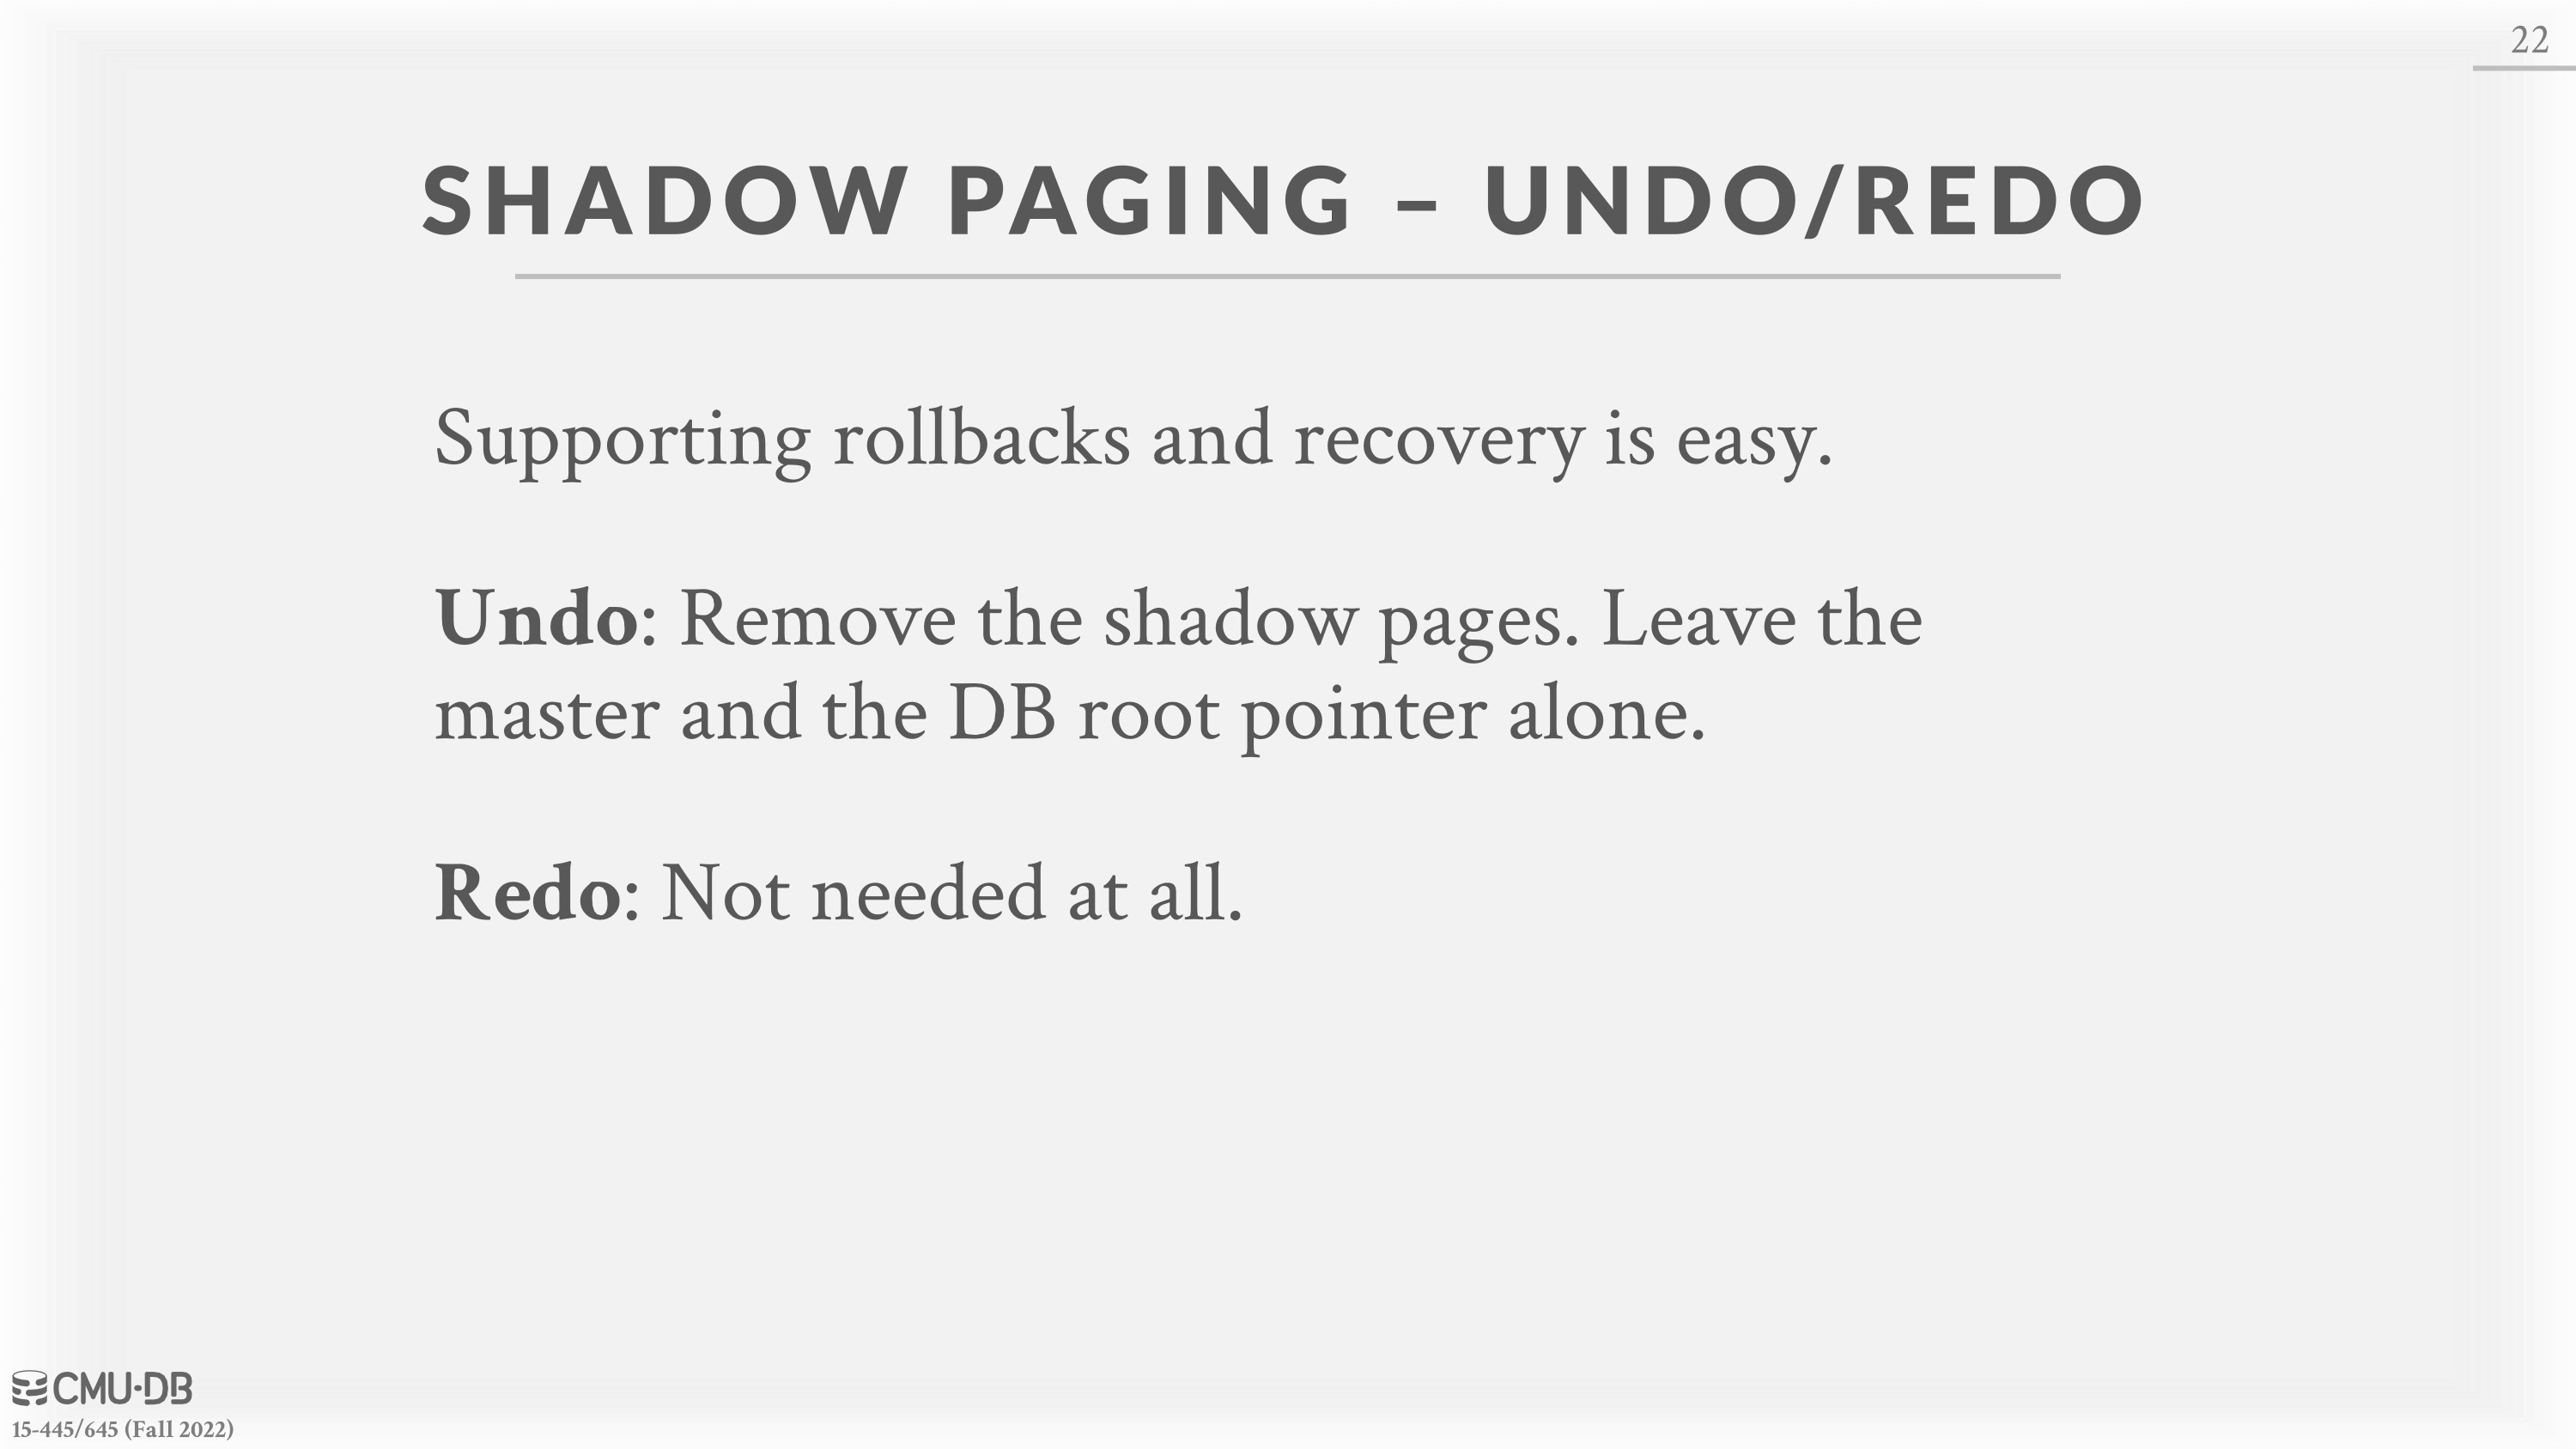 22
SHADOW PAGING – UNDO/REDO
Supporting rollbacks and recovery is easy.
Undo: Remove the shadow pages. Leave the
master and the DB root pointer alone.
Redo: Not needed at all.
CMU·DB
15-445/645 (Fall 2022)